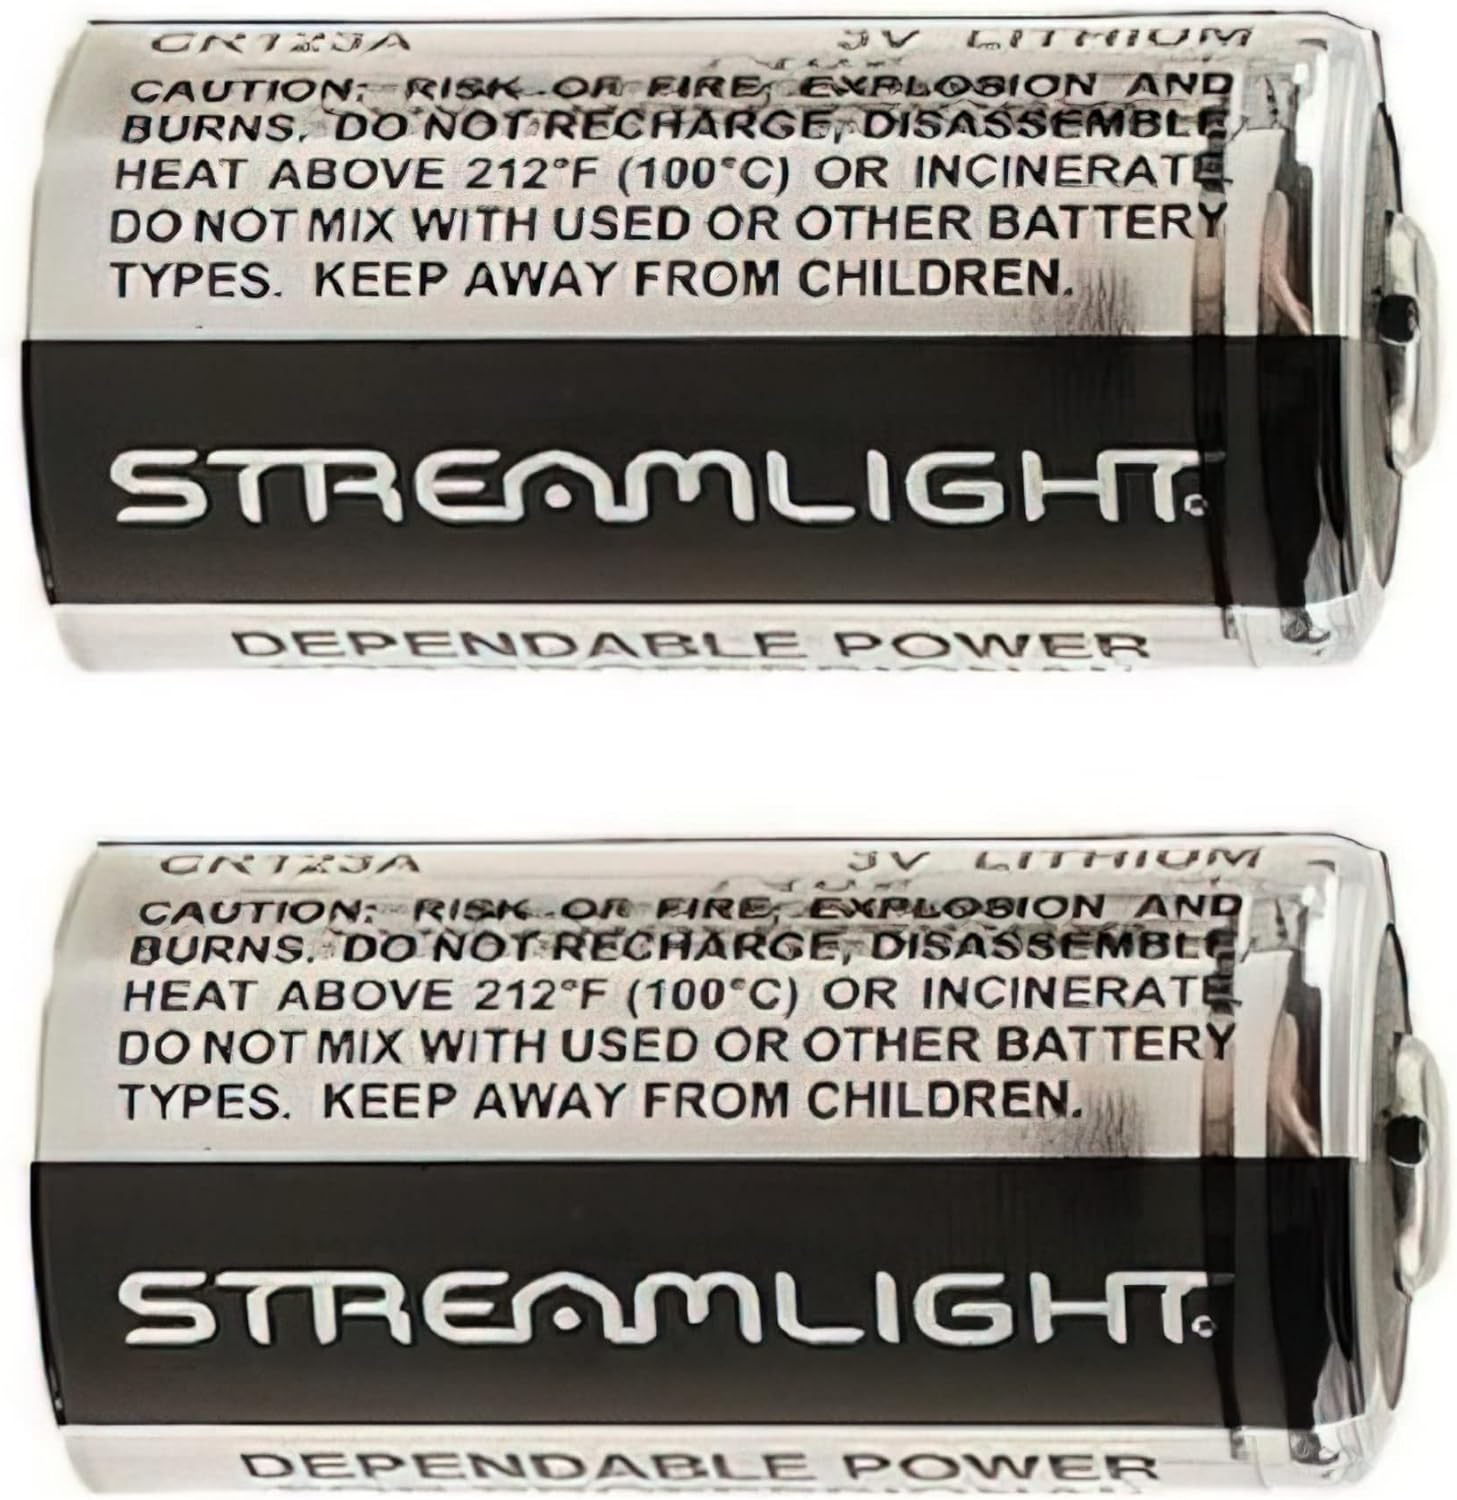 CR123A 3V LITHIUM
CAUTION: RISK OF FIRE, EXPLOSION AND
BURNS. DO NOT RECHARGE, DISASSEMBLE,
HEAT ABOVE 212°F (100°C) OR INCINERATE.
DO NOT MIX WITH USED OR OTHER BATTERY
TYPES. KEEP AWAY FROM CHILDREN.
STREAMLIGHT
DEPENDABLE POWER
CR123A 3V LITHIUM
CAUTION: RISK OF FIRE, EXPLOSION AND
BURNS. DO NOT RECHARGE, DISASSEMBLE,
HEAT ABOVE 212°F (100°C) OR INCINERATE.
DO NOT MIX WITH USED OR OTHER BATTERY
TYPES. KEEP AWAY FROM CHILDREN.
STREAMLIGHT
DEPENDABLE POWER